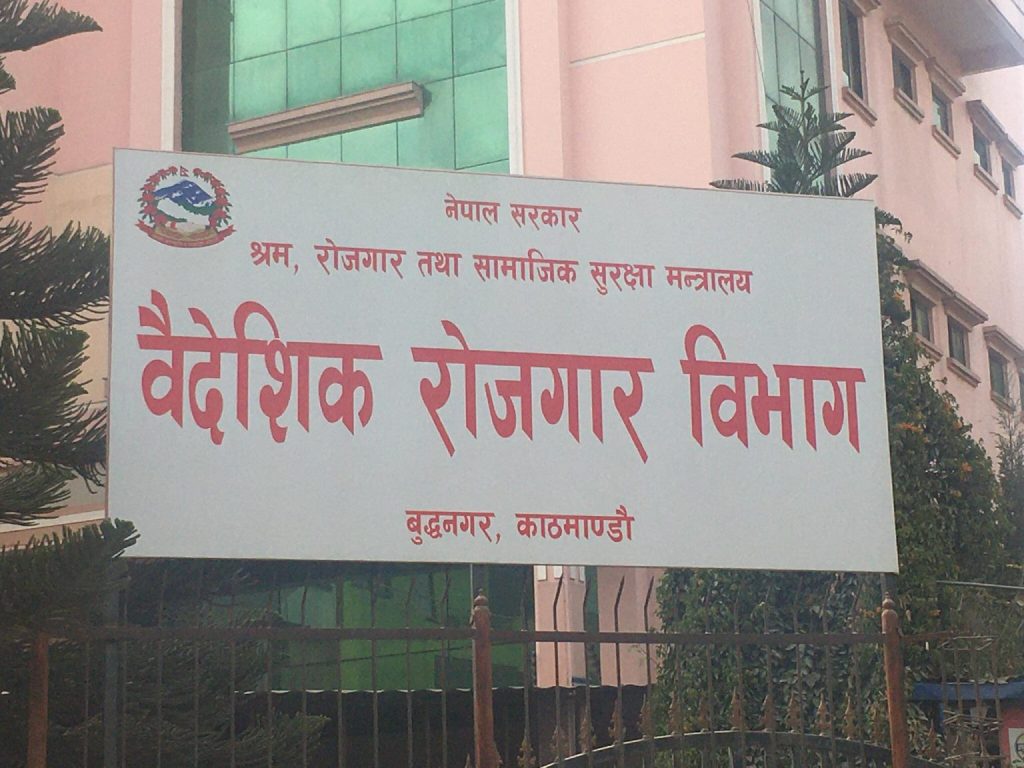 नेपाल सरकार
श्रम, रोजगार तथा सामाजिक सुरक्षा मन्त्रालय
वैदेशिक रोजगार विभाग
बुद्धनगर, काठमाण्डौ